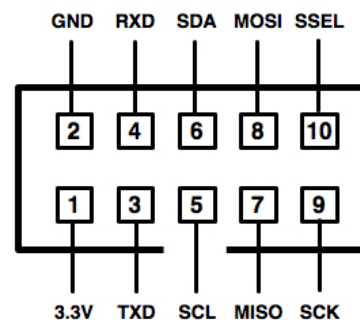 GND RXD SDA MOSI SSEL
2 4 6 8 10
1 3 5 7 9
3.3V TXD SCL MISO SCK